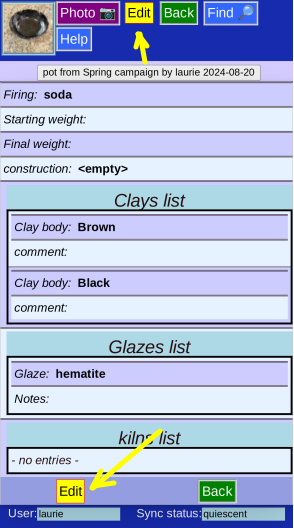 Photo 📷 Edit Back Find 🔎
Help
pot from Spring campaign by laurie 2024-08-20
Firing: soda
Starting weight:
Final weight:
construction: <empty>
Clays list
Clay body: Brown
comment:
Clay body: Black
comment:
Glazes list
Glaze: hematite
Notes:
kilns list
- no entries -
Edit Back
User: laurie Sync status: quiescent